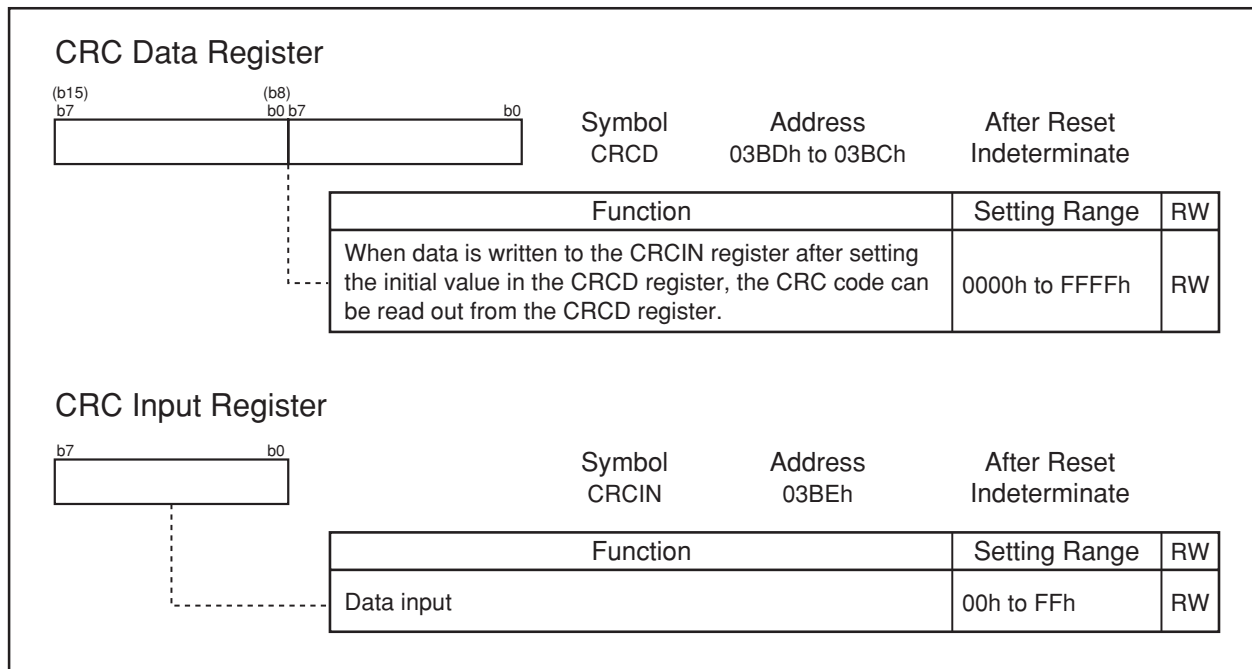 CRC Data Register
(b15) (b8)
b7 b0 b7 b0
Symbol Address After Reset
CRCD 03BDh to 03BCh Indeterminate
Function Setting Range RW
When data is written to the CRCIN register after setting
the initial value in the CRCD register, the CRC code can
be read out from the CRCD register.
0000h to FFFFh RW
CRC Input Register
b7 b0
Symbol Address After Reset
CRCIN 03BEh Indeterminate
Function Setting Range RW
Data input 00h to FFh RW